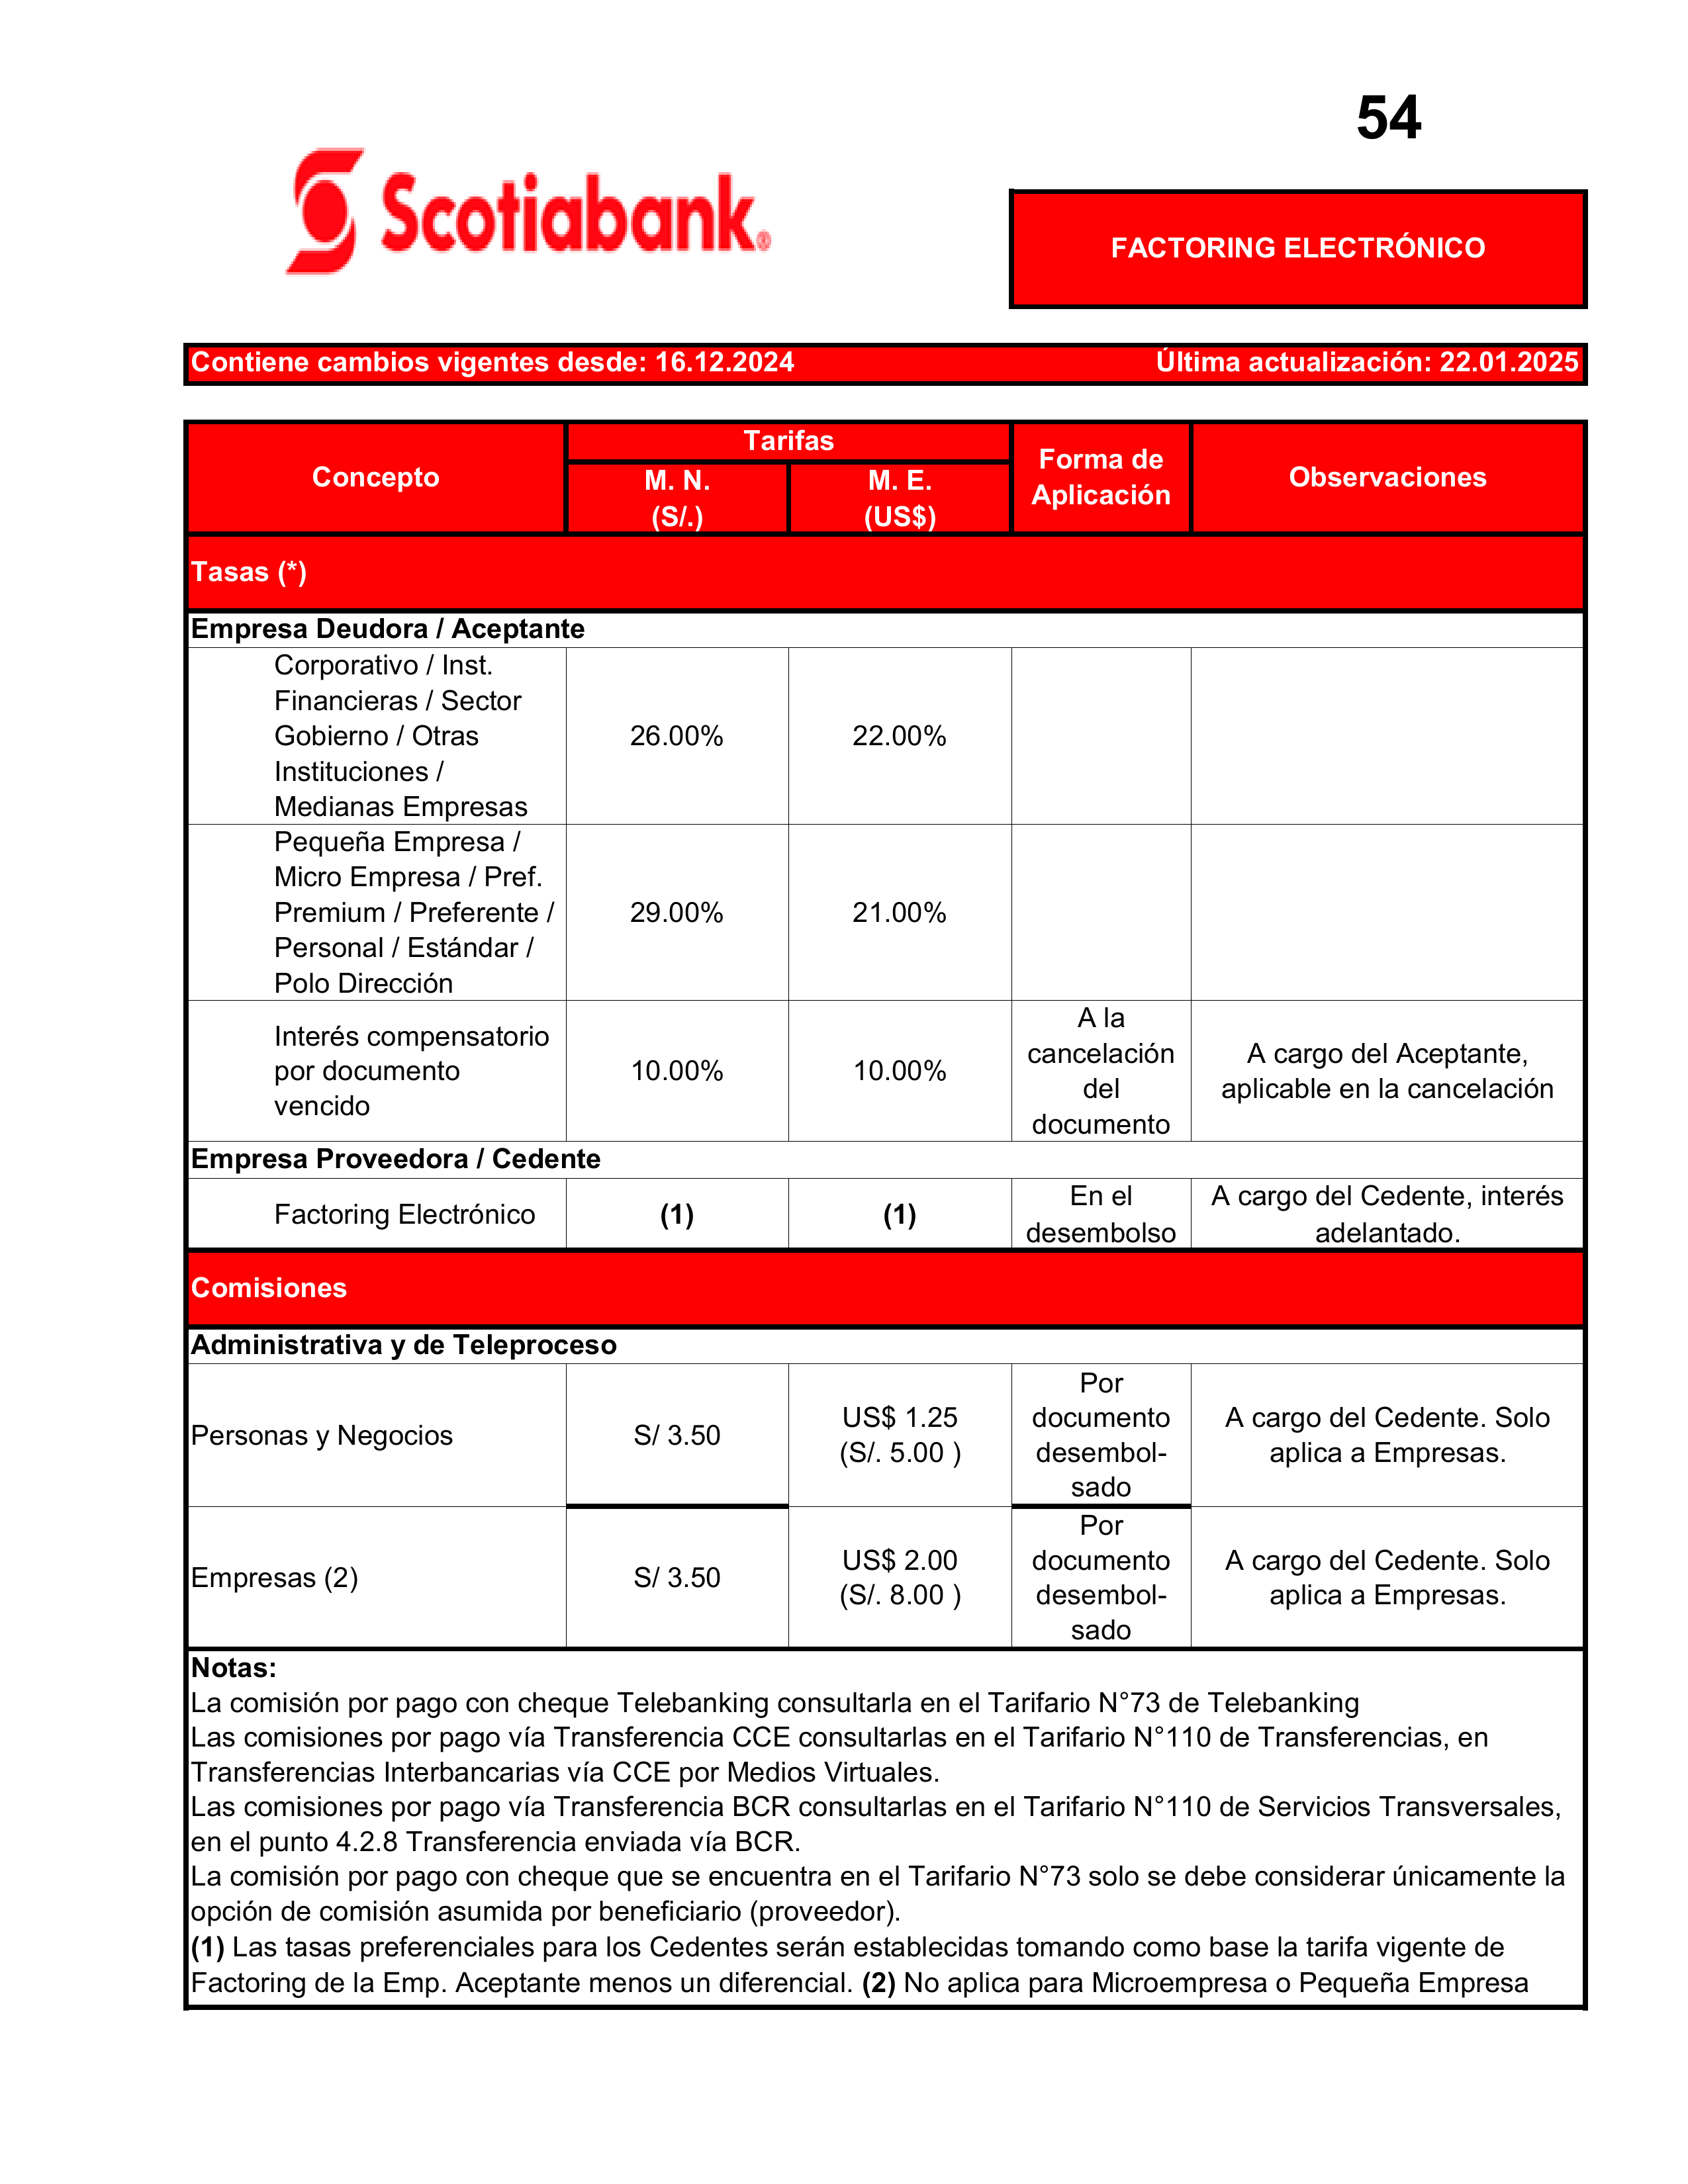 54
Scotiabank®
FACTORING ELECTRÓNICO
Contiene cambios vigentes desde: 16.12.2024 Última actualización: 22.01.2025
Concepto
Tarifas
M. N.
(S/.)
M. E.
(US$)
Forma de
Aplicación
Observaciones
Tasas (*)
Empresa Deudora / Aceptante
Corporativo / Inst.
Financieras / Sector
Gobierno / Otras
Instituciones /
Medianas Empresas
26.00%
22.00%
Pequeña Empresa /
Micro Empresa / Pref.
Premium / Preferente /
Personal / Estándar /
Polo Dirección
29.00%
21.00%
Interés compensatorio
por documento
vencido
10.00%
10.00%
A la
cancelación
del
documento
A cargo del Aceptante,
aplicable en la cancelación
Empresa Proveedora / Cedente
Factoring Electrónico
(1)
(1)
En el
desembolso
A cargo del Cedente, interés
adelantado.
Comisiones
Administrativa y de Teleproceso
Personas y Negocios
S/ 3.50
US$ 1.25
(S/. 5.00 )
Por
documento
desembol-
sado
A cargo del Cedente. Solo
aplica a Empresas.
Empresas (2)
S/ 3.50
US$ 2.00
(S/. 8.00 )
Por
documento
desembol-
sado
A cargo del Cedente. Solo
aplica a Empresas.
Notas:
La comisión por pago con cheque Telebanking consultarla en el Tarifario N°73 de Telebanking
Las comisiones por pago vía Transferencia CCE consultarlas en el Tarifario N°110 de Transferencias, en
Transferencias Interbancarias vía CCE por Medios Virtuales.
Las comisiones por pago vía Transferencia BCR consultarlas en el Tarifario N°110 de Servicios Transversales,
en el punto 4.2.8 Transferencia enviada vía BCR.
La comisión por pago con cheque que se encuentra en el Tarifario N°73 solo se debe considerar únicamente la
opción de comisión asumida por beneficiario (proveedor).
(1) Las tasas preferenciales para los Cedentes serán establecidas tomando como base la tarifa vigente de
Factoring de la Emp. Aceptante menos un diferencial. (2) No aplica para Microempresa o Pequeña Empresa